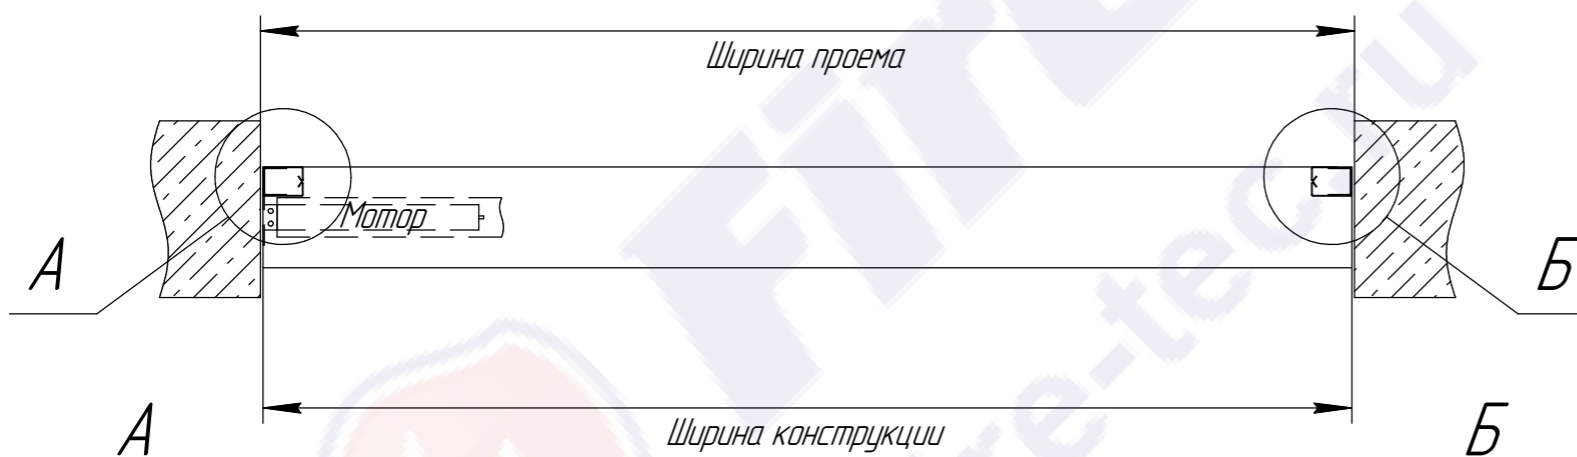 Ширина проема
Мотор
А
Б
Ширина конструкции
А
Б